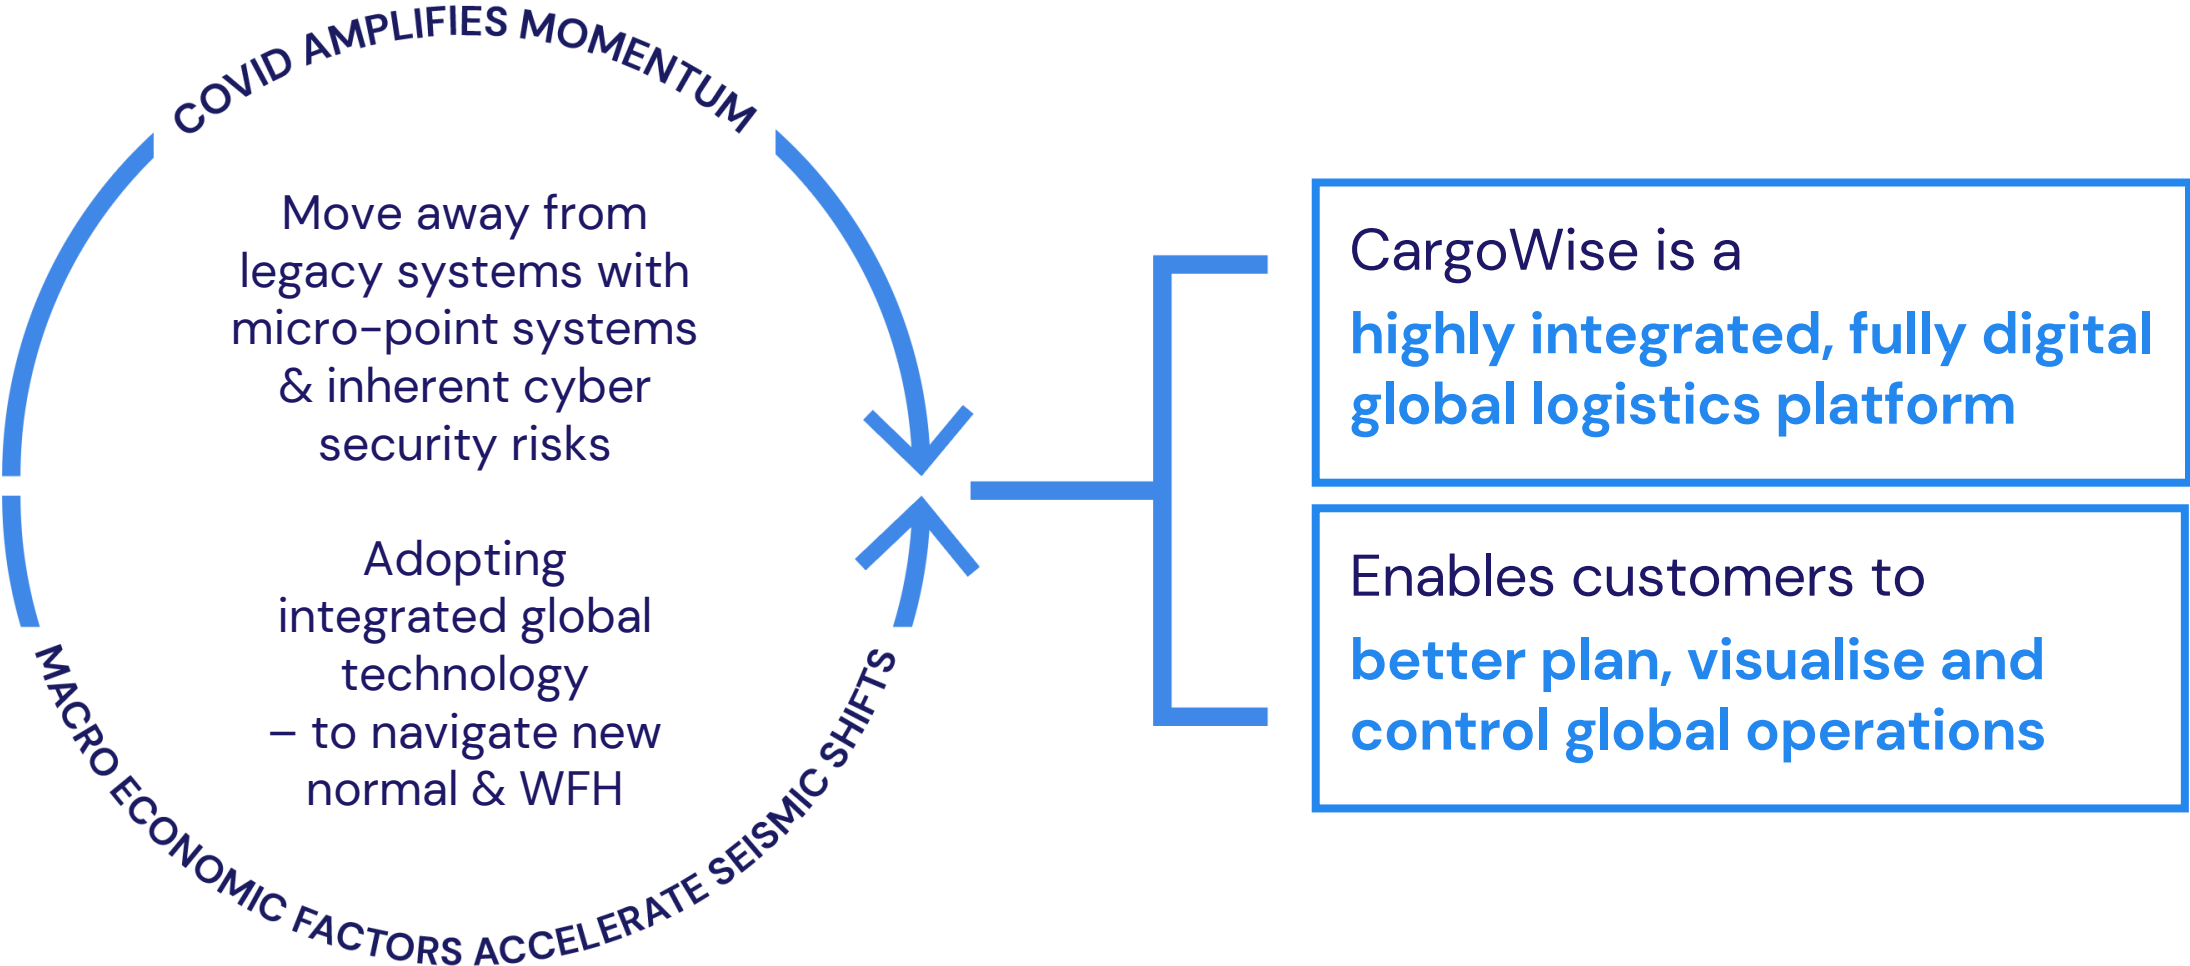 COVID AMPLIFIES MOMENTUM
Move away from
legacy systems with
micro-point systems
& inherent cyber
security risks
Adopting
integrated global
technology
– to navigate new
normal & WFH
MACRO ECONOMIC FACTORS ACCELERATE SEISMIC SHIFTS
CargoWise is a
highly integrated, fully digital
global logistics platform
Enables customers to
better plan, visualise and
control global operations